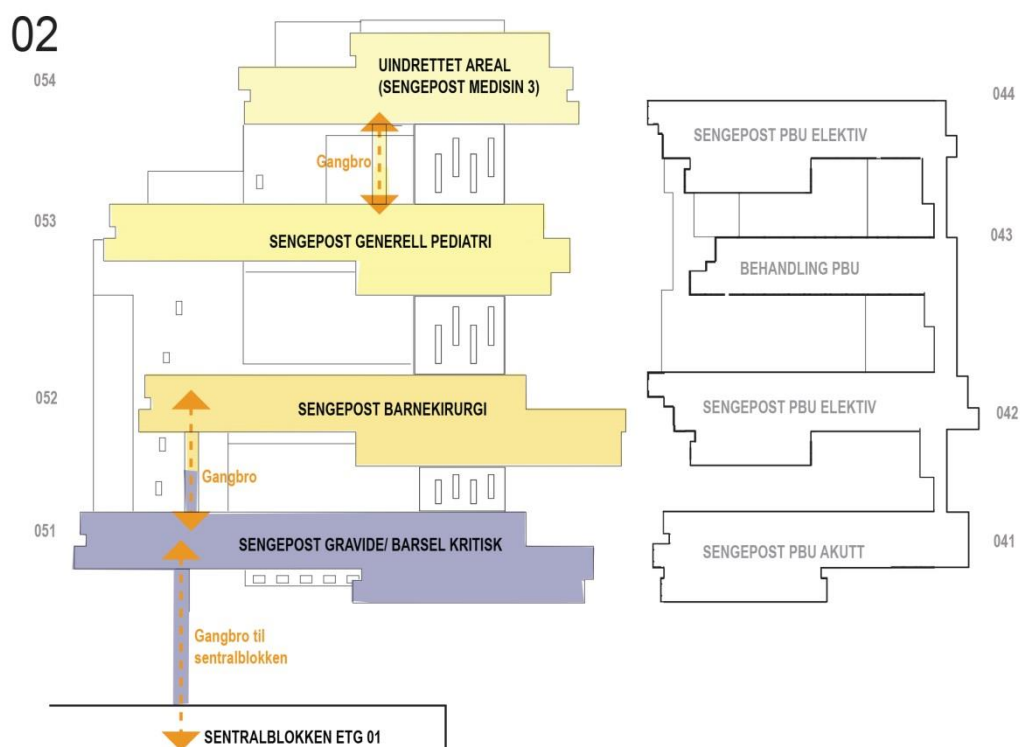 02
054
UINDRETTET AREAL
(SENGEPOST MEDISIN 3)
044
SENGEPOST PBU ELEKTIV
Gangbro
053
SENGEPOST GENERELL PEDIATRI
043
BEHANDLING PBU
052
SENGEPOST BARNEKIRURGI
SENGEPOST PBU ELEKTIV
042
Gangbro
051
SENGEPOST GRAVIDE/ BARSEL KRITISK
SENGEPOST PBU AKUTT
041
Gangbro til
sentralblokken
SENTRALBLOKKEN ETG 01